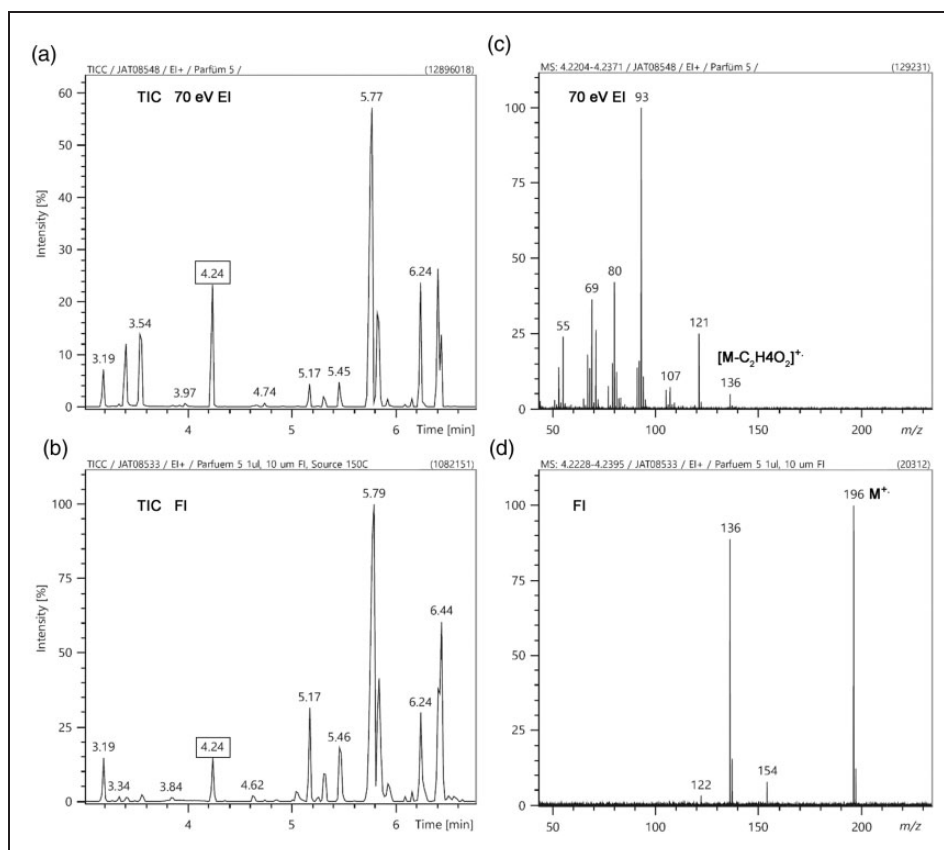 (a)
TICC / JAT08548 / EI+ / Parfüm 5 / (12896018)
TIC 70 eV EI
Intensity [%]
60
50
40
30
20
10
0
3.19
3.54
3.97
4.24
4.74
5.17
5.45
5.77
6.24
4 5 6 Time [min]
(c)
MS: 4.2204-4.2371 / JAT08548 / EI+ / Parfüm 5 / (129231)
70 eV EI
100
75
50
25
0
55
69
80
93
107
121
[M-C2H4O2]+·
136
50 100 150 200 m/z
(b)
TICC / JAT08533 / EI+ / Parfuem 5 1ul, 10 um FI, Source 150C (1082151)
TIC FI
Intensity [%]
100
75
50
25
0
3.19
3.34
3.84
4.24
4.62
5.17
5.46
5.79
6.24
6.44
4 5 6 Time [min]
(d)
MS: 4.2228-4.2395 / JAT08533 / EI+ / Parfuem 5 1ul, 10 um FI (20312)
FI
100
75
50
25
0
122
136
154
196 M+·
50 100 150 200 m/z